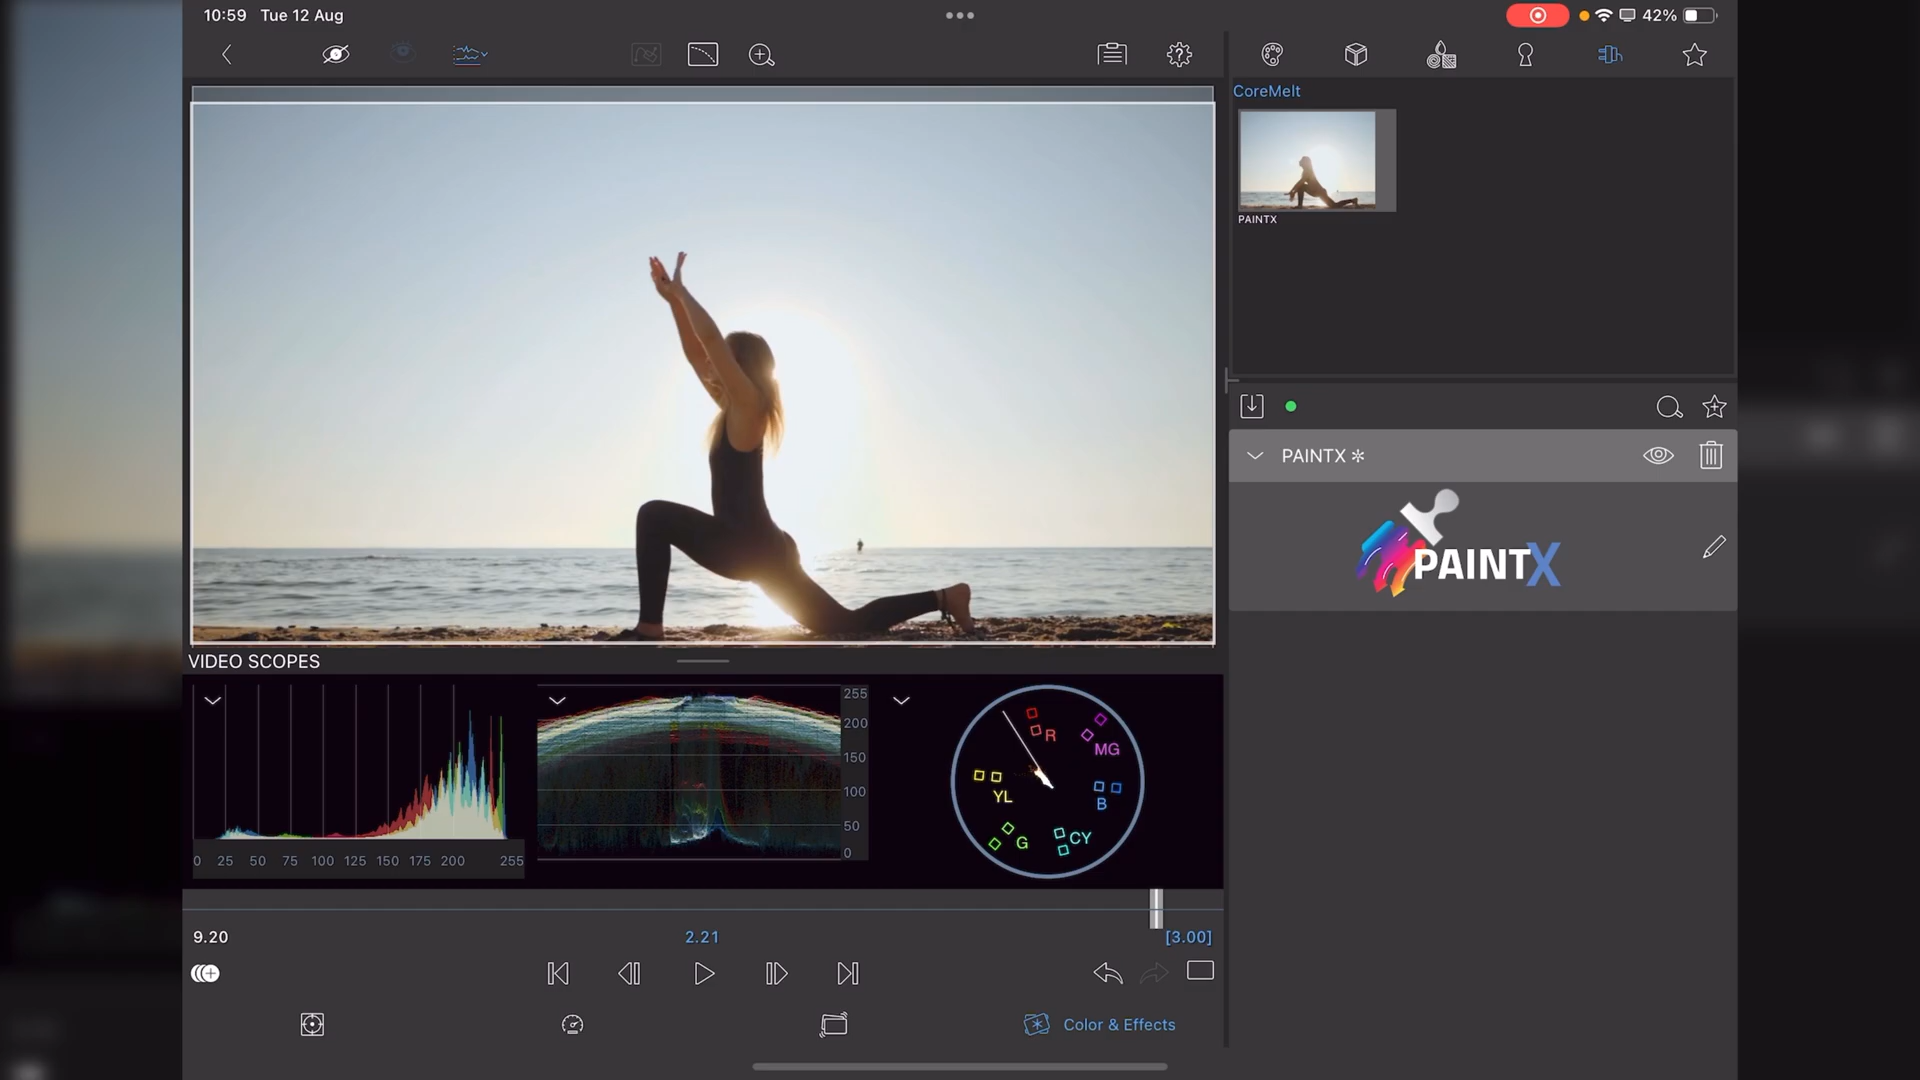 10:59 Tue 12 Aug
42%
CoreMelt
PAINTX
PAINTX ✻
PAINTX
VIDEO SCOPES
0 25 50 75 100 125 150 175 200 255
255
200
150
100
50
0
R
MG
YL
B
G
CY
9.20
2.21
[3.00]
Color & Effects